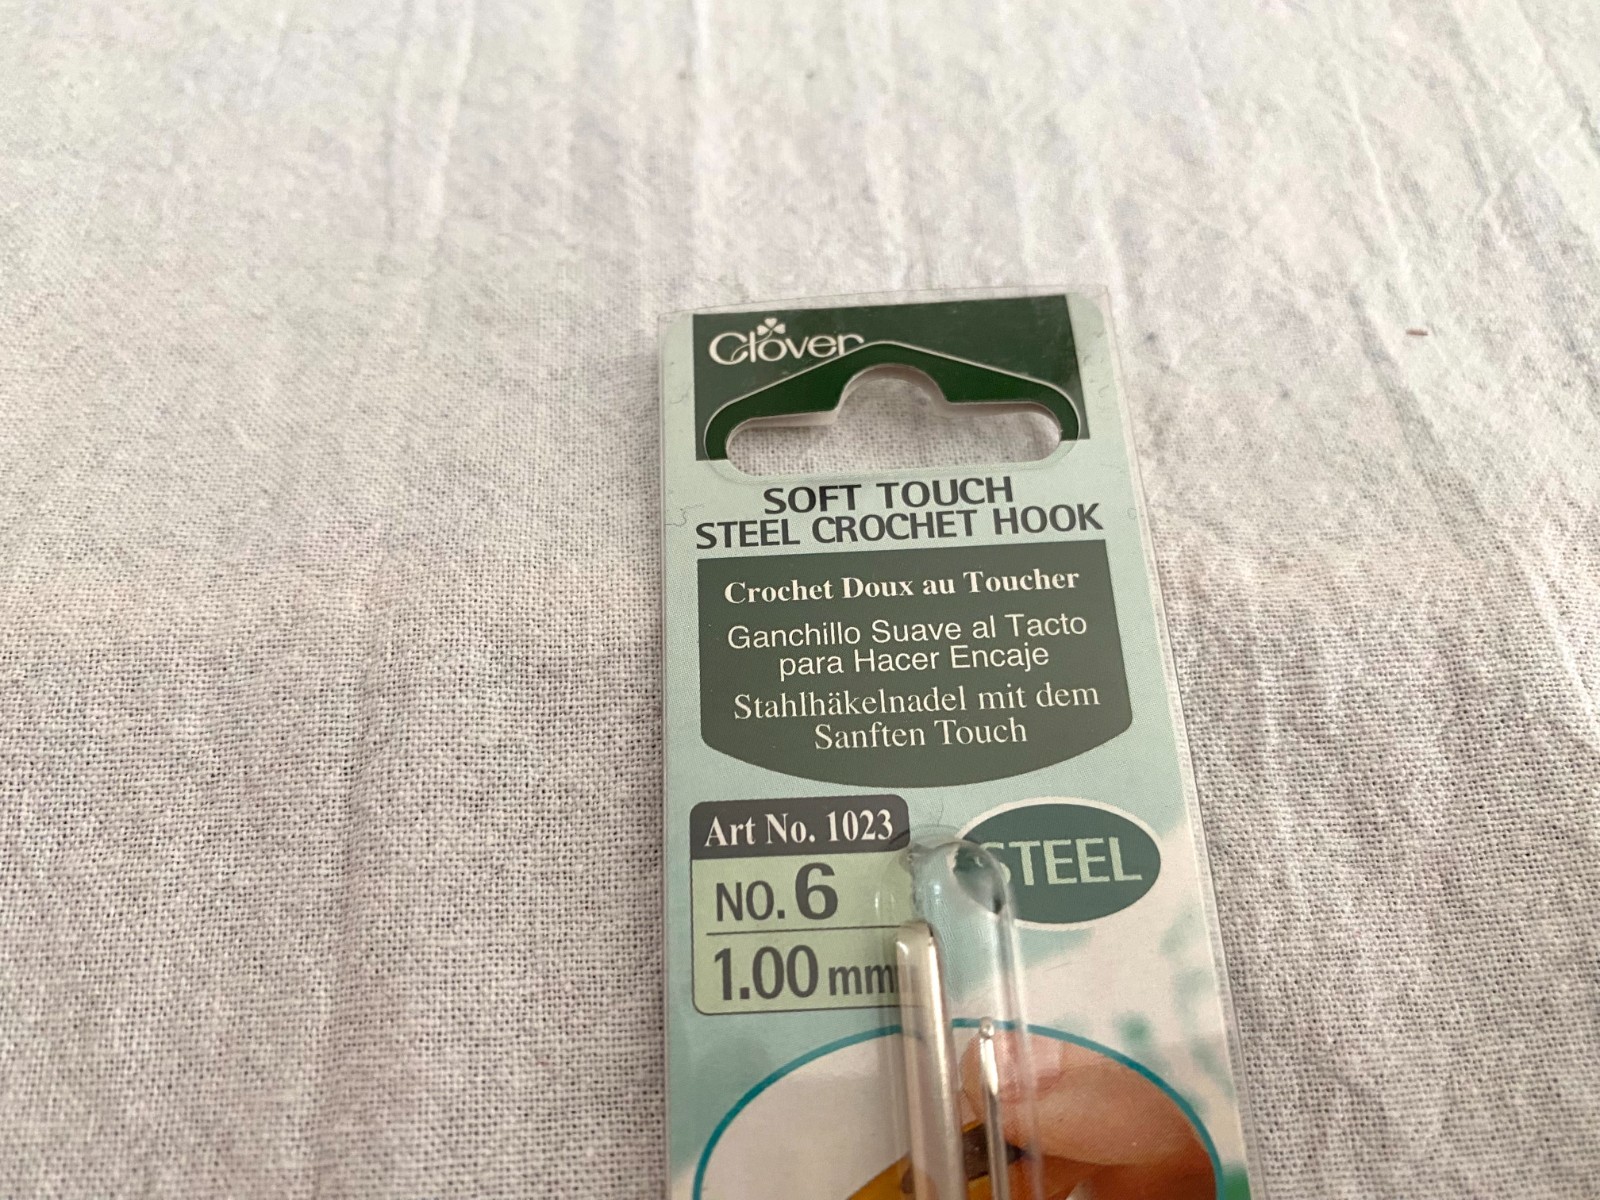 Clover
SOFT TOUCH
STEEL CROCHET HOOK
Crochet Doux au Toucher
Ganchillo Suave al Tacto
para Hacer Encaje
Stahlhäkelnadel mit dem
Sanften Touch
Art No. 1023
STEEL
NO. 6
1.00 mm